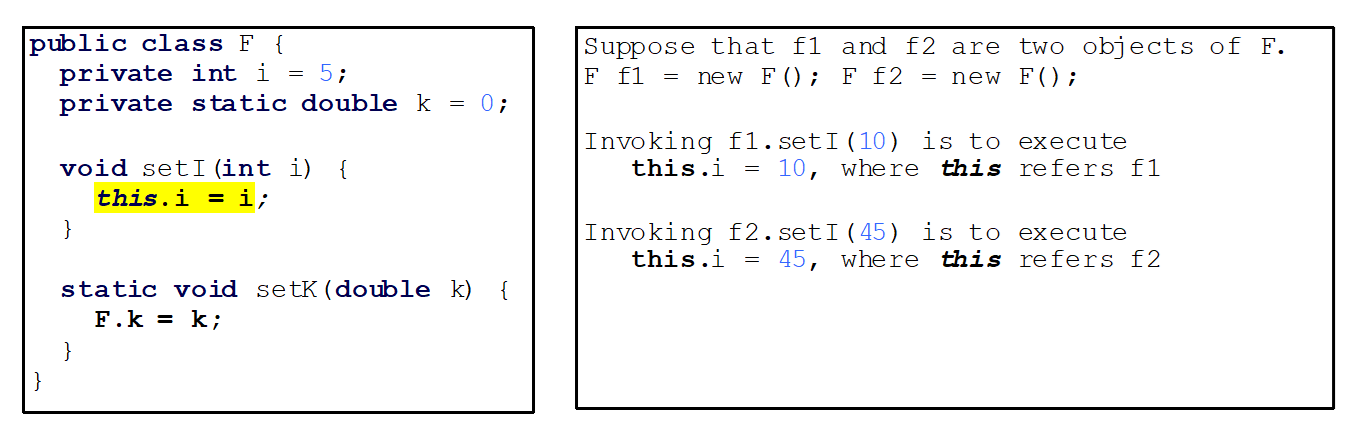 public class F {
private int i = 5;
private static double k = 0;
void setI(int i) {
this.i = i;
}
static void setK(double k) {
F.k = k;
}
}
Suppose that f1 and f2 are two objects of F.
F f1 = new F(); F f2 = new F();
Invoking f1.setI(10) is to execute
this.i = 10, where this refers f1
Invoking f2.setI(45) is to execute
this.i = 45, where this refers f2